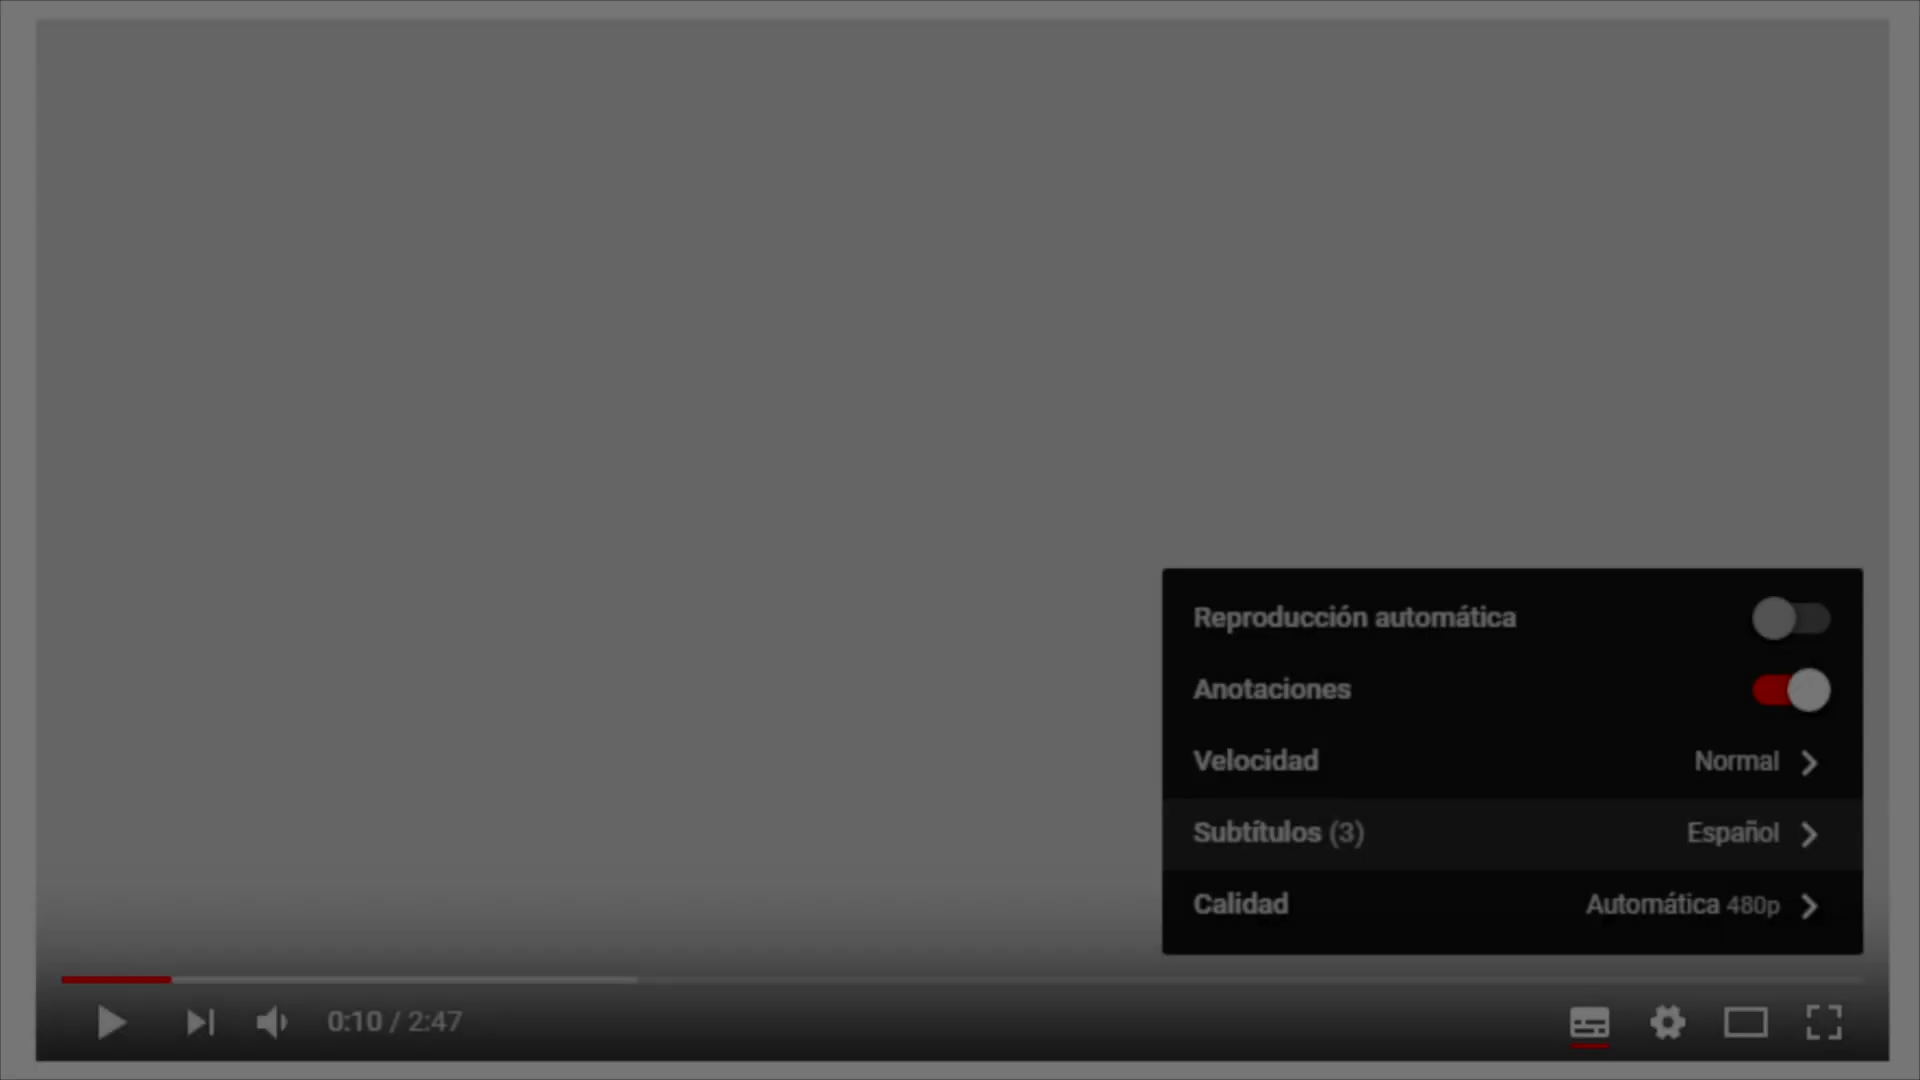 Reproducción automática
Anotaciones
Velocidad Normal
Subtítulos (3) Español
Calidad Automática 480p
0:10 / 2:47